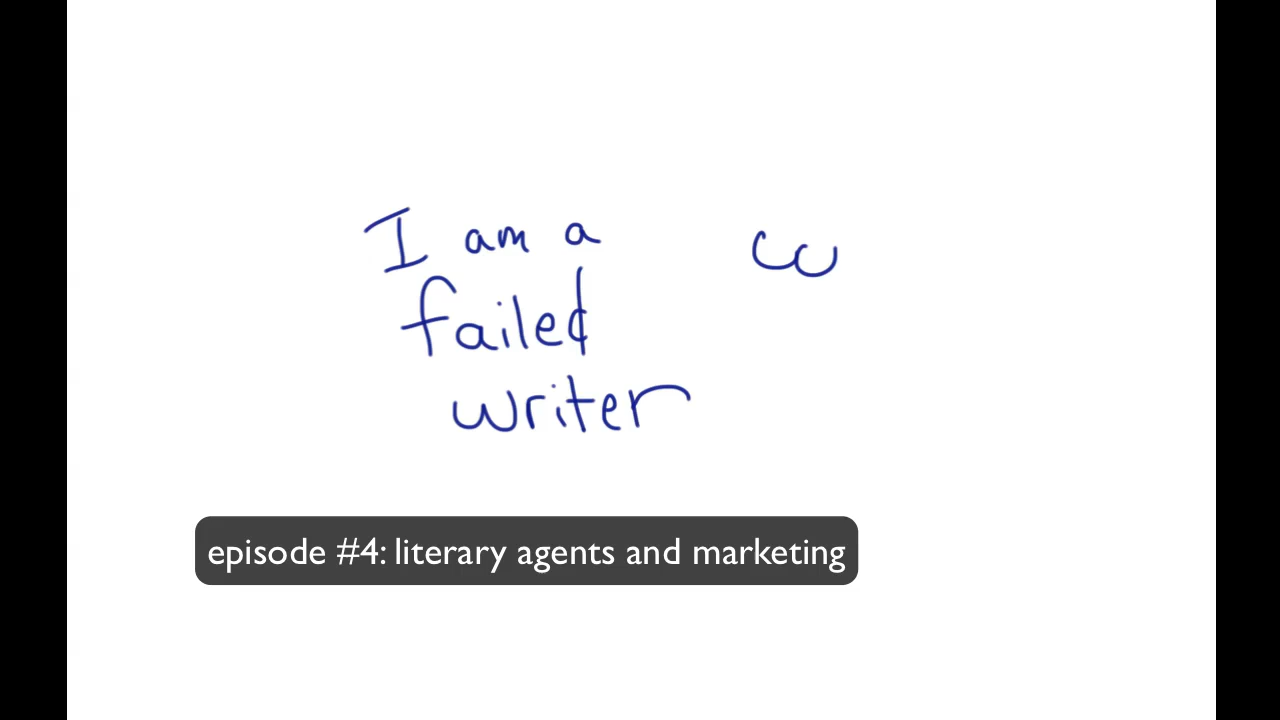 I am a
failed
writer
episode #4: literary agents and marketing